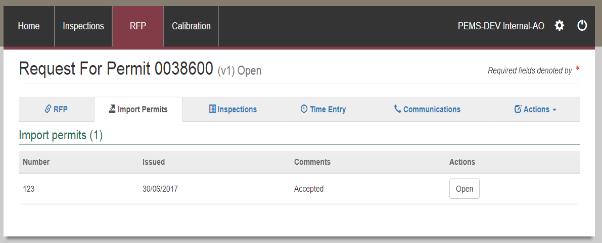 Home Inspections RFP Calibration PEMS-DEV Internal-AO
Request For Permit 0038600 (v1) Open Required fields denoted by *
RFP Import Permits Inspections Time Entry Communications Actions
Import permits (1)
Number Issued Comments Actions
123 30/06/2017 Accepted Open